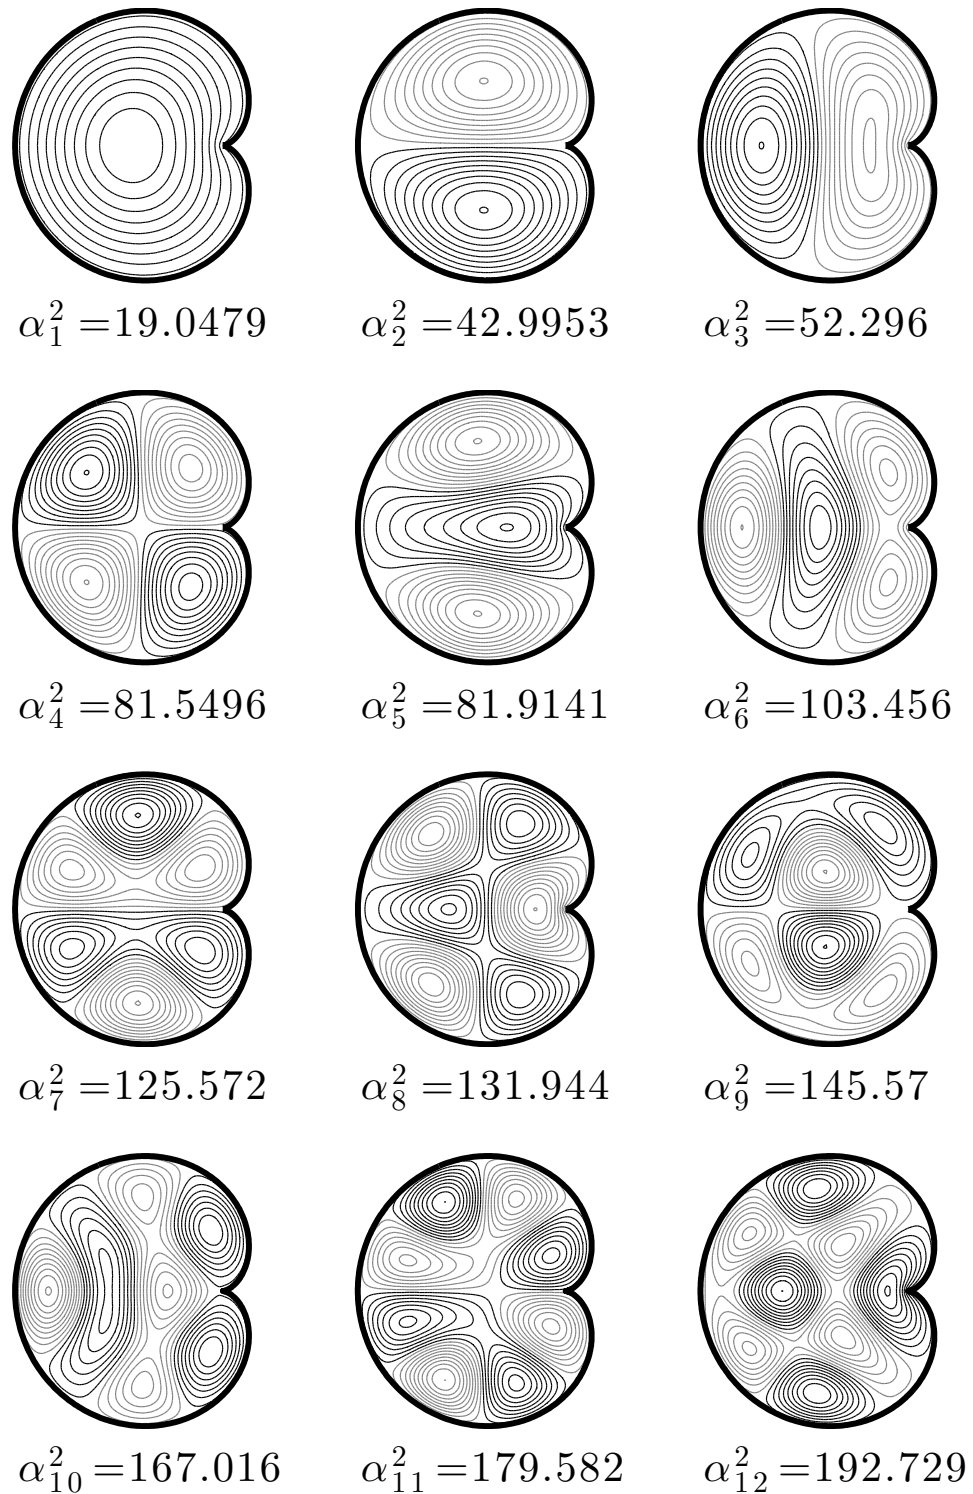 α₁² =19.0479 α₂² =42.9953 α₃² =52.296
α₄² =81.5496 α₅² =81.9141 α₆² =103.456
α₇² =125.572 α₈² =131.944 α₉² =145.57
α₁₀² =167.016 α₁₁² =179.582 α₁₂² =192.729